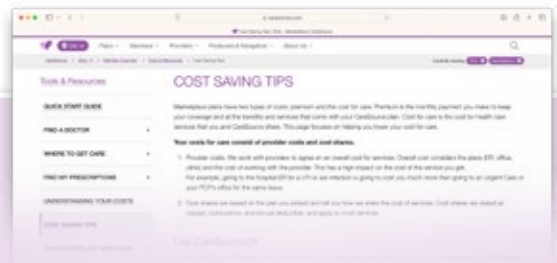 caresource.com
Plans
Members
Providers
Producers & Navigators
About Us
Tools & Resources
COST SAVING TIPS
QUICK START GUIDE
FIND A DOCTOR
WHERE TO GET CARE
FIND MY PRESCRIPTIONS
UNDERSTANDING YOUR COSTS
COST SAVING TIPS
Marketplace plans have two types of costs: premium and the cost for care. Premium is the monthly payment you make to keep
your coverage and all the benefits and services that come with your CareSource plan. Cost for care is the cost for health care
services that you and CareSource share. This page focuses on helping you lower your cost for care.
Your costs for care consist of provider costs and cost-shares.
1. Provider costs. We work with providers to agree on an overall cost for services. Overall cost considers the place (ER, office,
clinic) and the cost of working with the provider. This has a high impact on the cost of the service you get.
For example, going to the hospital ER for a UTI or ear infection is going to cost you much more than going to an Urgent Care or
your PCP's office for the same issue.
2. Cost shares are based on the plan you picked and tell you how we share the cost of services. Cost shares are stated as
copays, coinsurance, and annual deductible, and apply to most services.
Use CareSource24